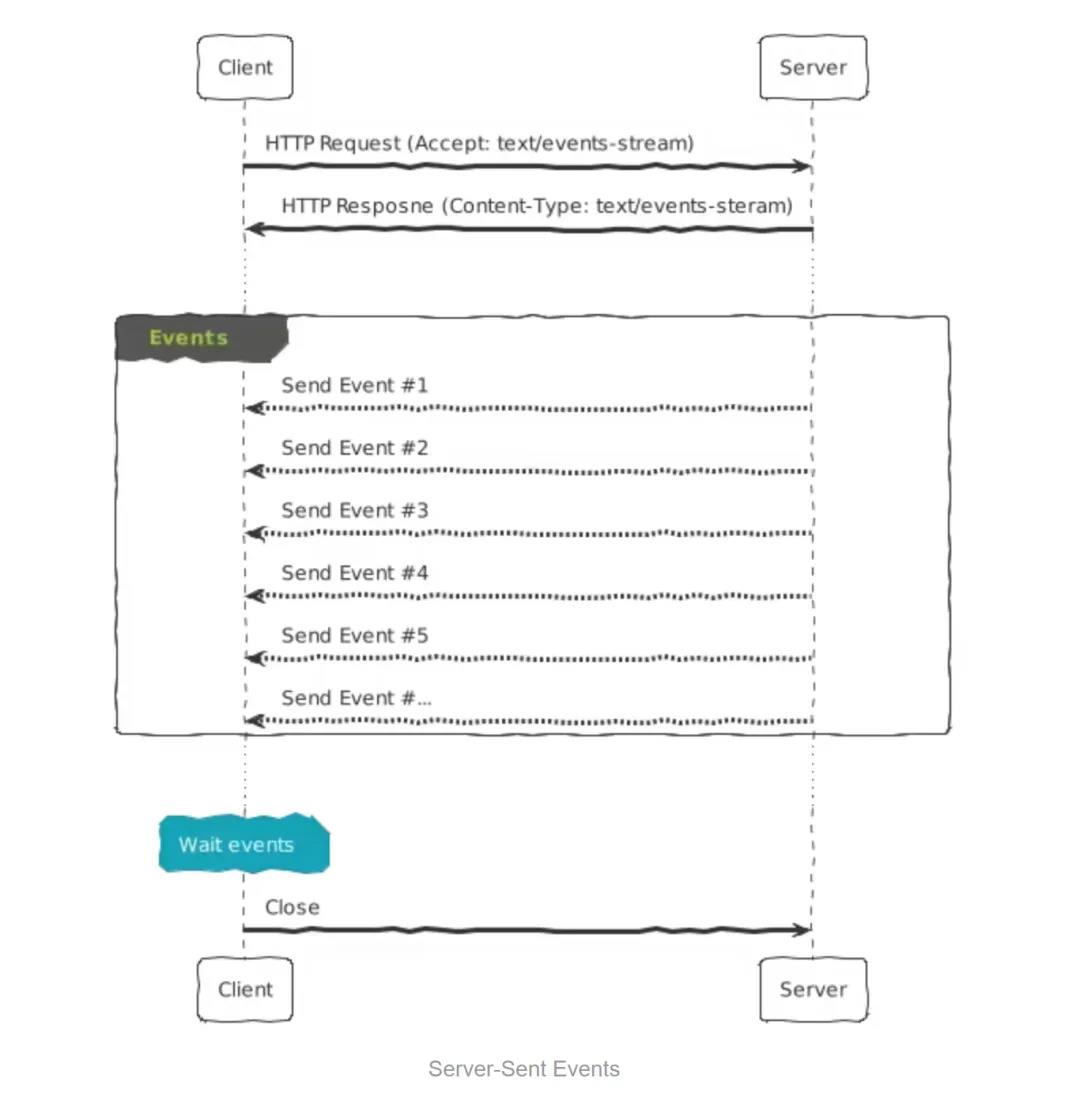 Client
Server
HTTP Request (Accept: text/events-stream)
HTTP Resposne (Content-Type: text/events-steram)
Events
Send Event #1
Send Event #2
Send Event #3
Send Event #4
Send Event #5
Send Event #...
Wait events
Close
Client
Server
Server-Sent Events